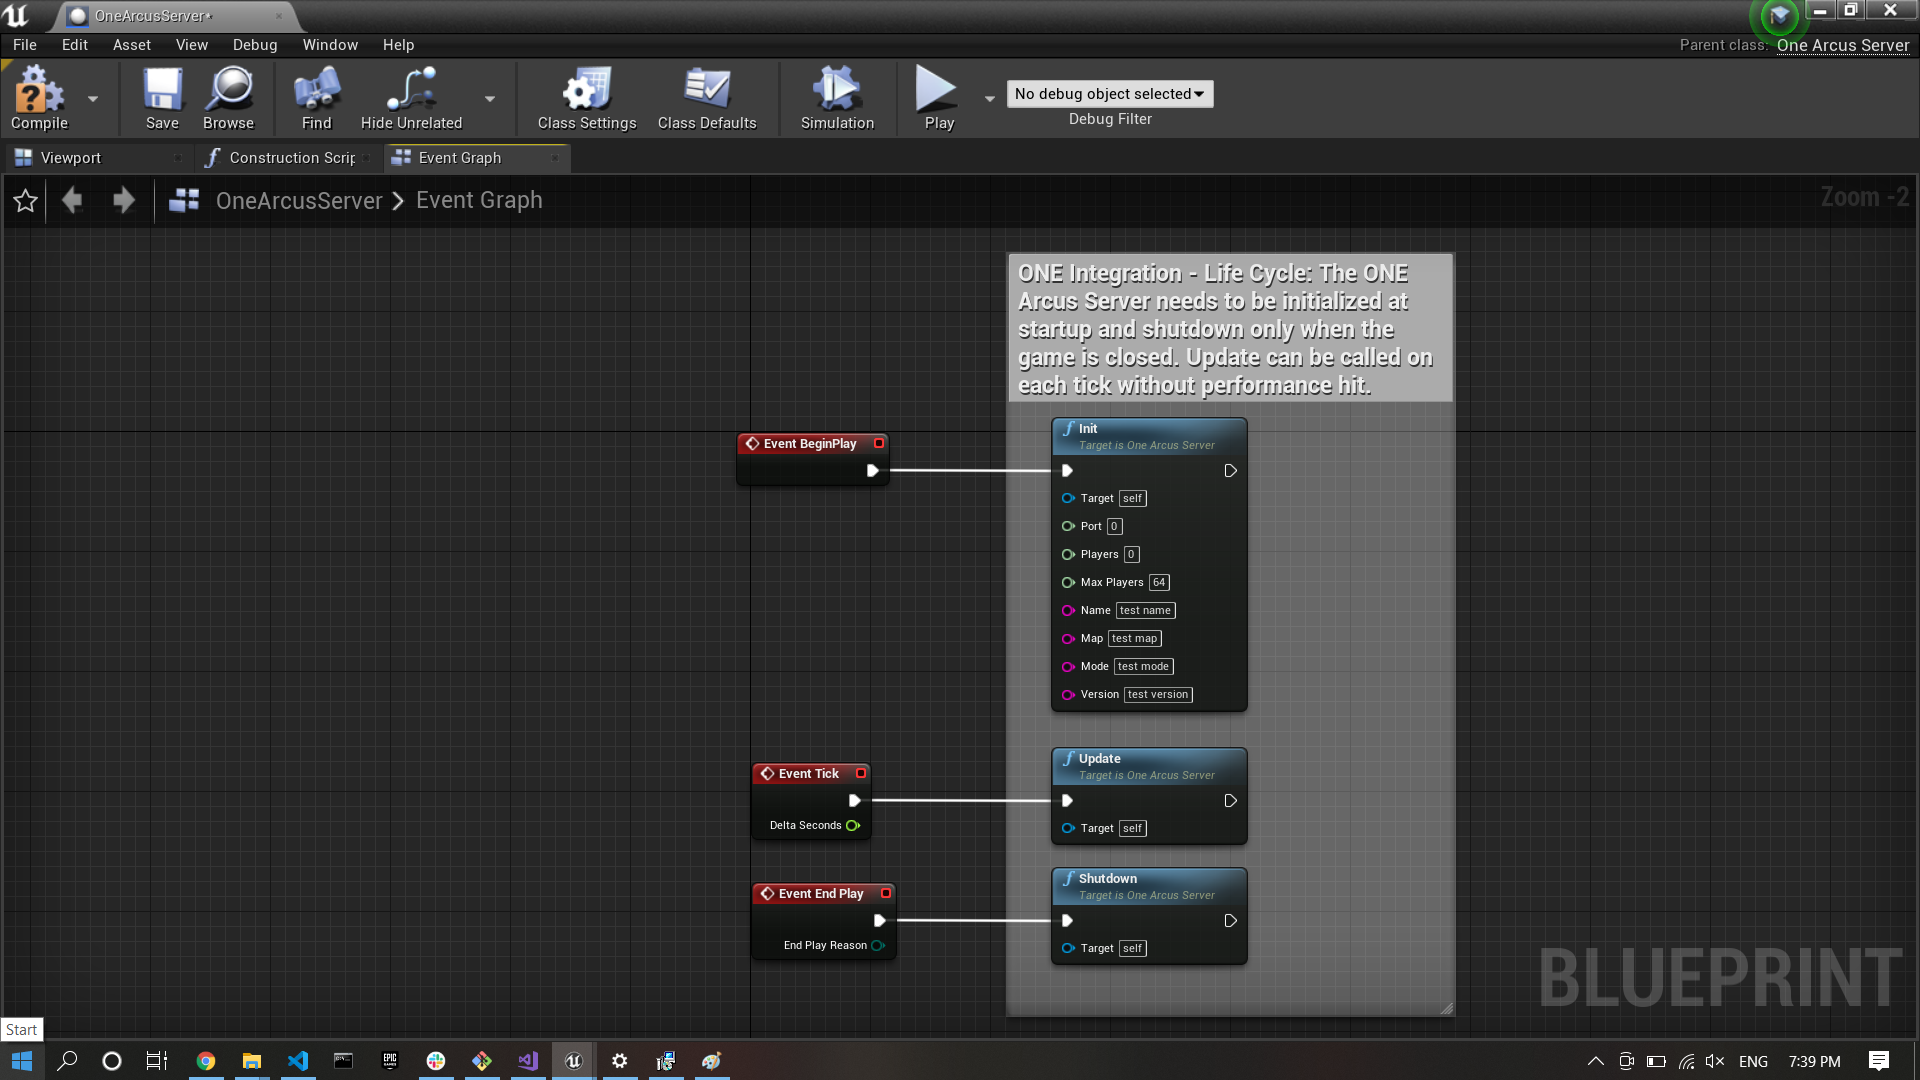 OneArcusServer*
File Edit Asset View Debug Window Help
Parent class: One Arcus Server
Compile
Save
Browse
Find
Hide Unrelated
Class Settings
Class Defaults
Simulation
Play
No debug object selected
Debug Filter
Viewport
Construction Scrip
Event Graph
OneArcusServer > Event Graph
Zoom -2
ONE Integration - Life Cycle: The ONE
Arcus Server needs to be initialized at
startup and shutdown only when the
game is closed. Update can be called on
each tick without performance hit.
Event BeginPlay
f Init
Target is One Arcus Server
Target self
Port 0
Players 0
Max Players 64
Name test name
Map test map
Mode test mode
Version test version
Event Tick
Delta Seconds
f Update
Target is One Arcus Server
Target self
Event End Play
End Play Reason
f Shutdown
Target is One Arcus Server
Target self
BLUEPRINT
Start
EPIC
ENG
7:39 PM